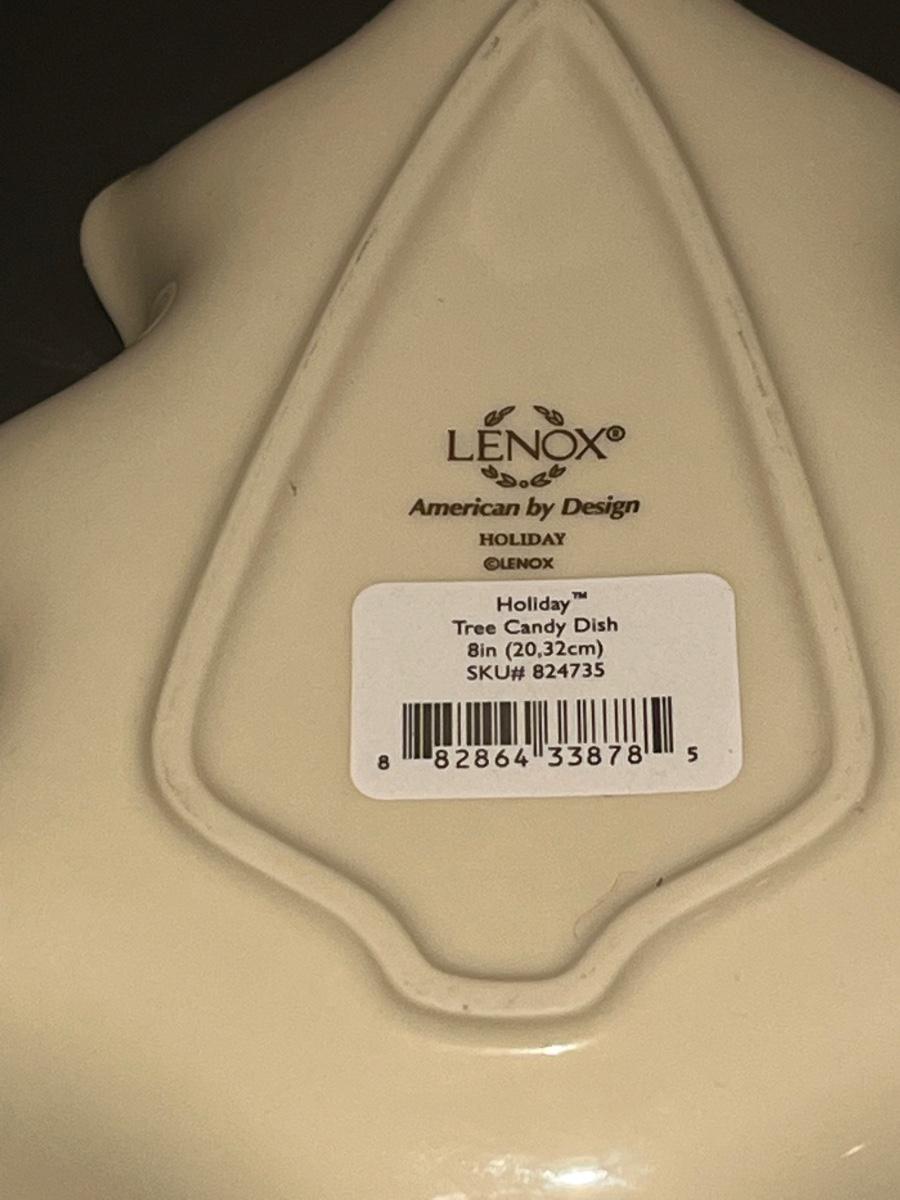 LENOX®
American by Design
HOLIDAY
©LENOX
Holiday™
Tree Candy Dish
8in (20,32cm)
SKU# 824735
8 82864 33878 5